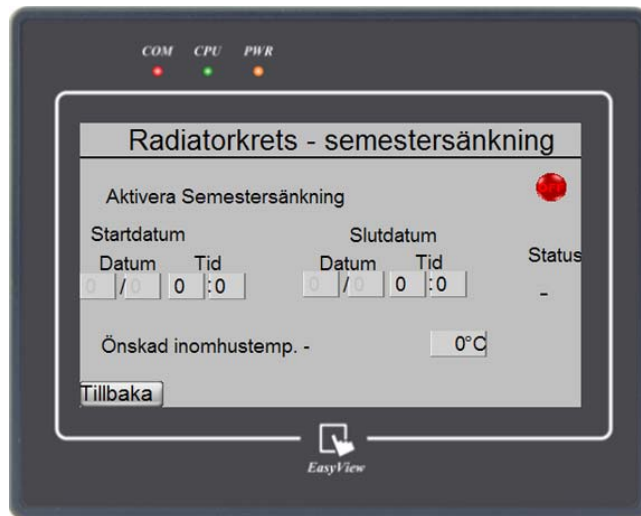 COM CPU PWR
Radiatorkrets - semestersänkning
Aktivera Semestersänkning
OFF
Startdatum Slutdatum
Datum Tid Datum Tid Status
0 / 0 0 : 0 0 / 0 0 : 0 -
Önskad inomhustemp. - 0°C
Tillbaka
EasyView